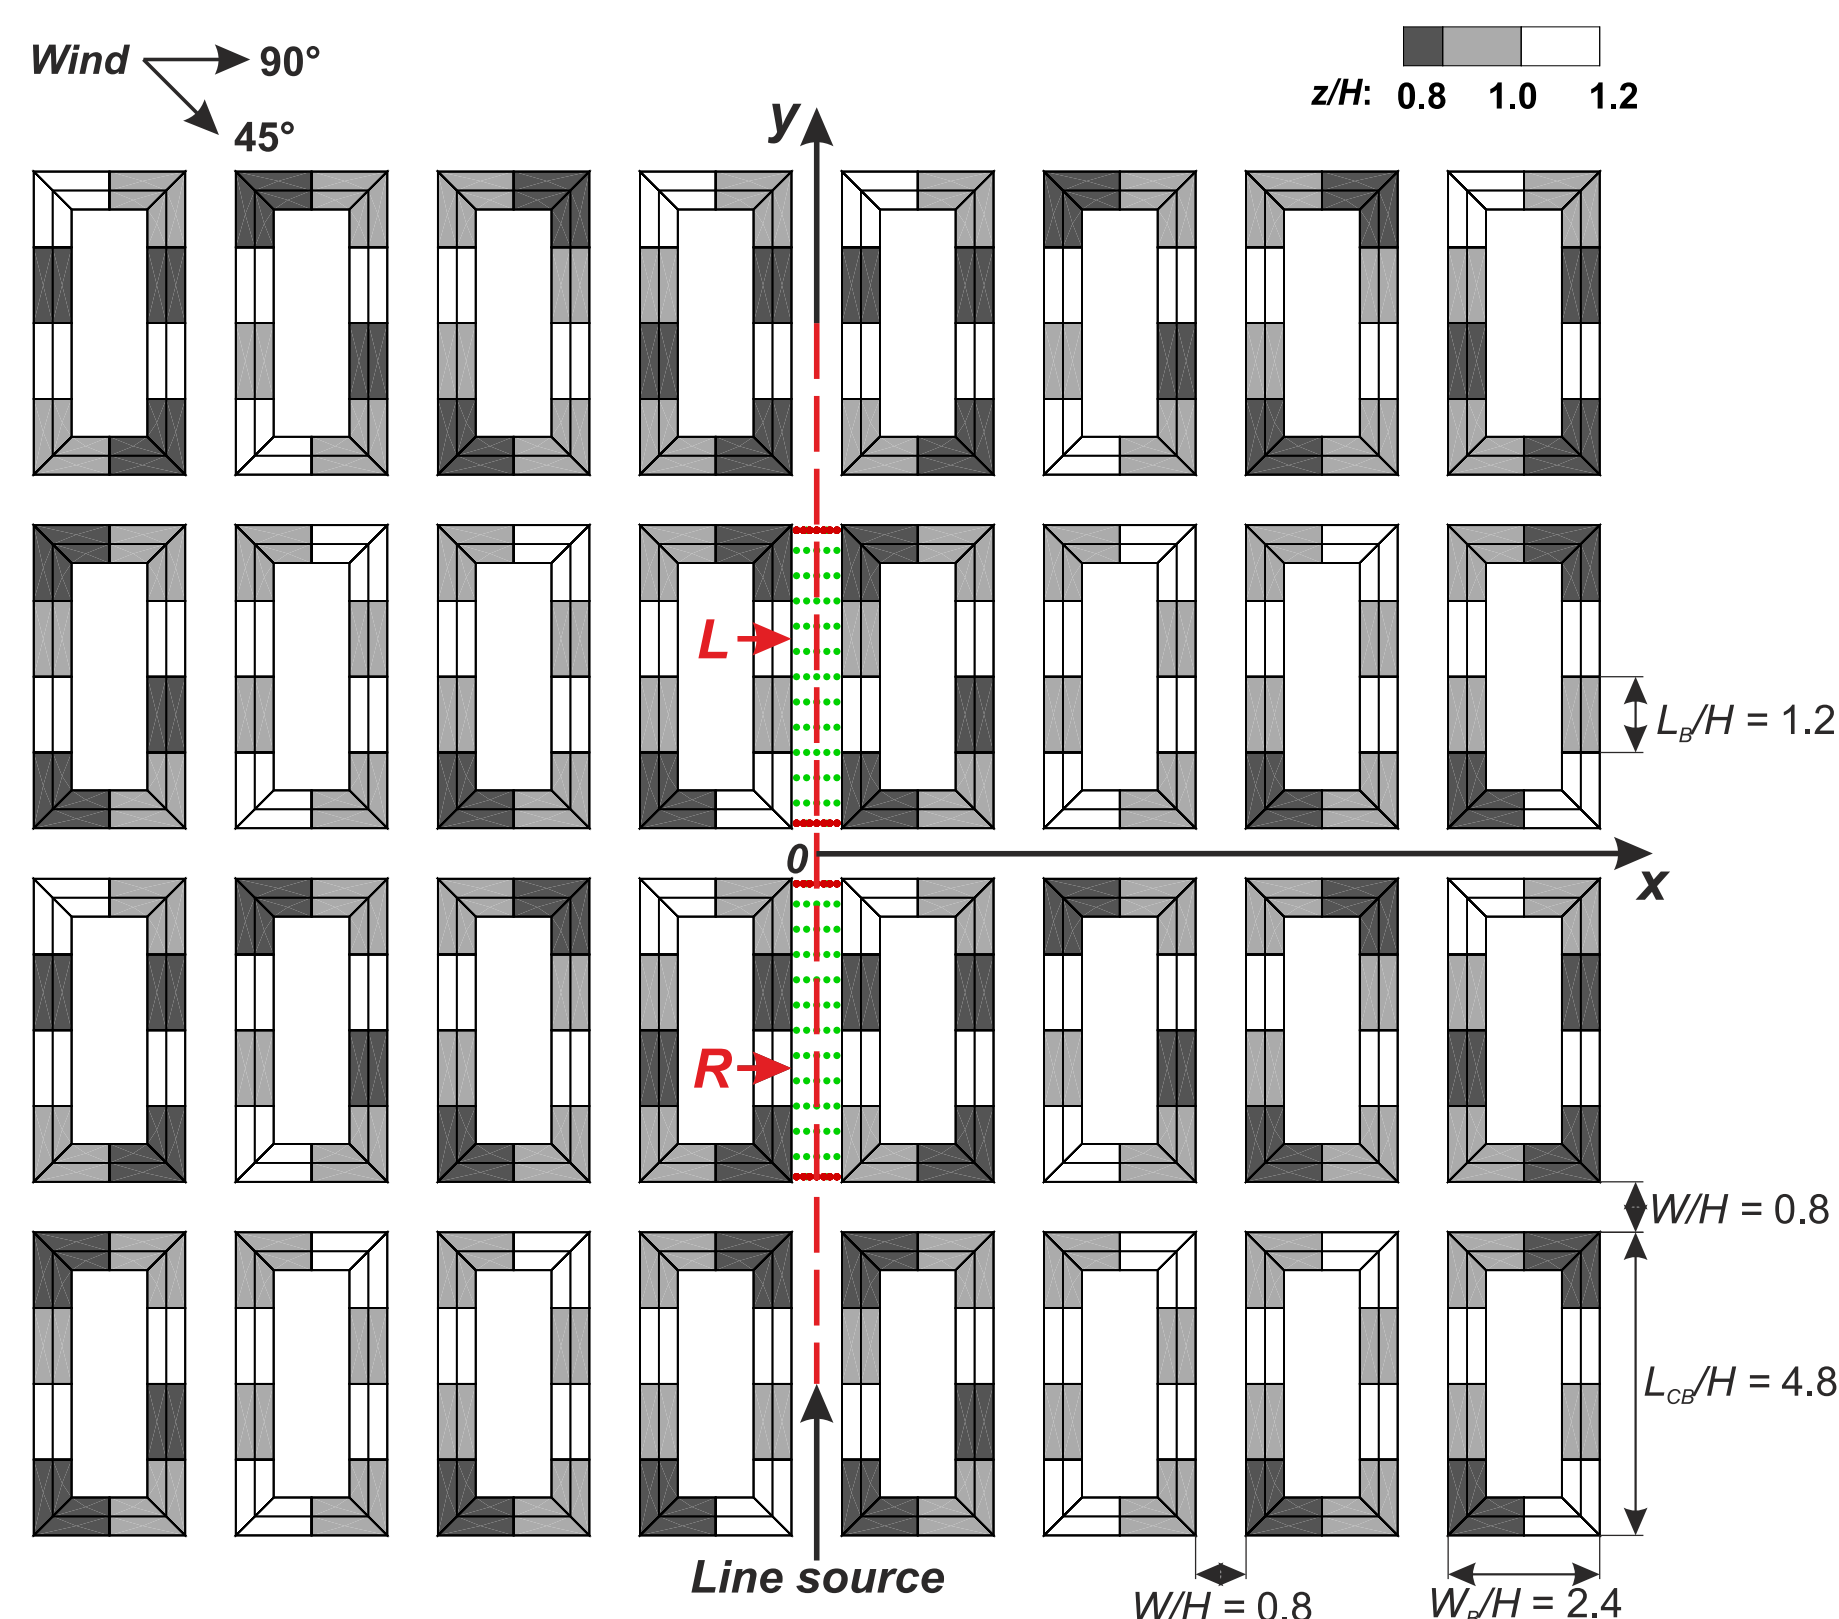 Wind
90°
45°
z/H: 0.8 1.0 1.2
y
L
L_B/H = 1.2
0
x
R
W/H = 0.8
L_CB/H = 4.8
Line source
W/H = 0.8
W_B/H = 2.4